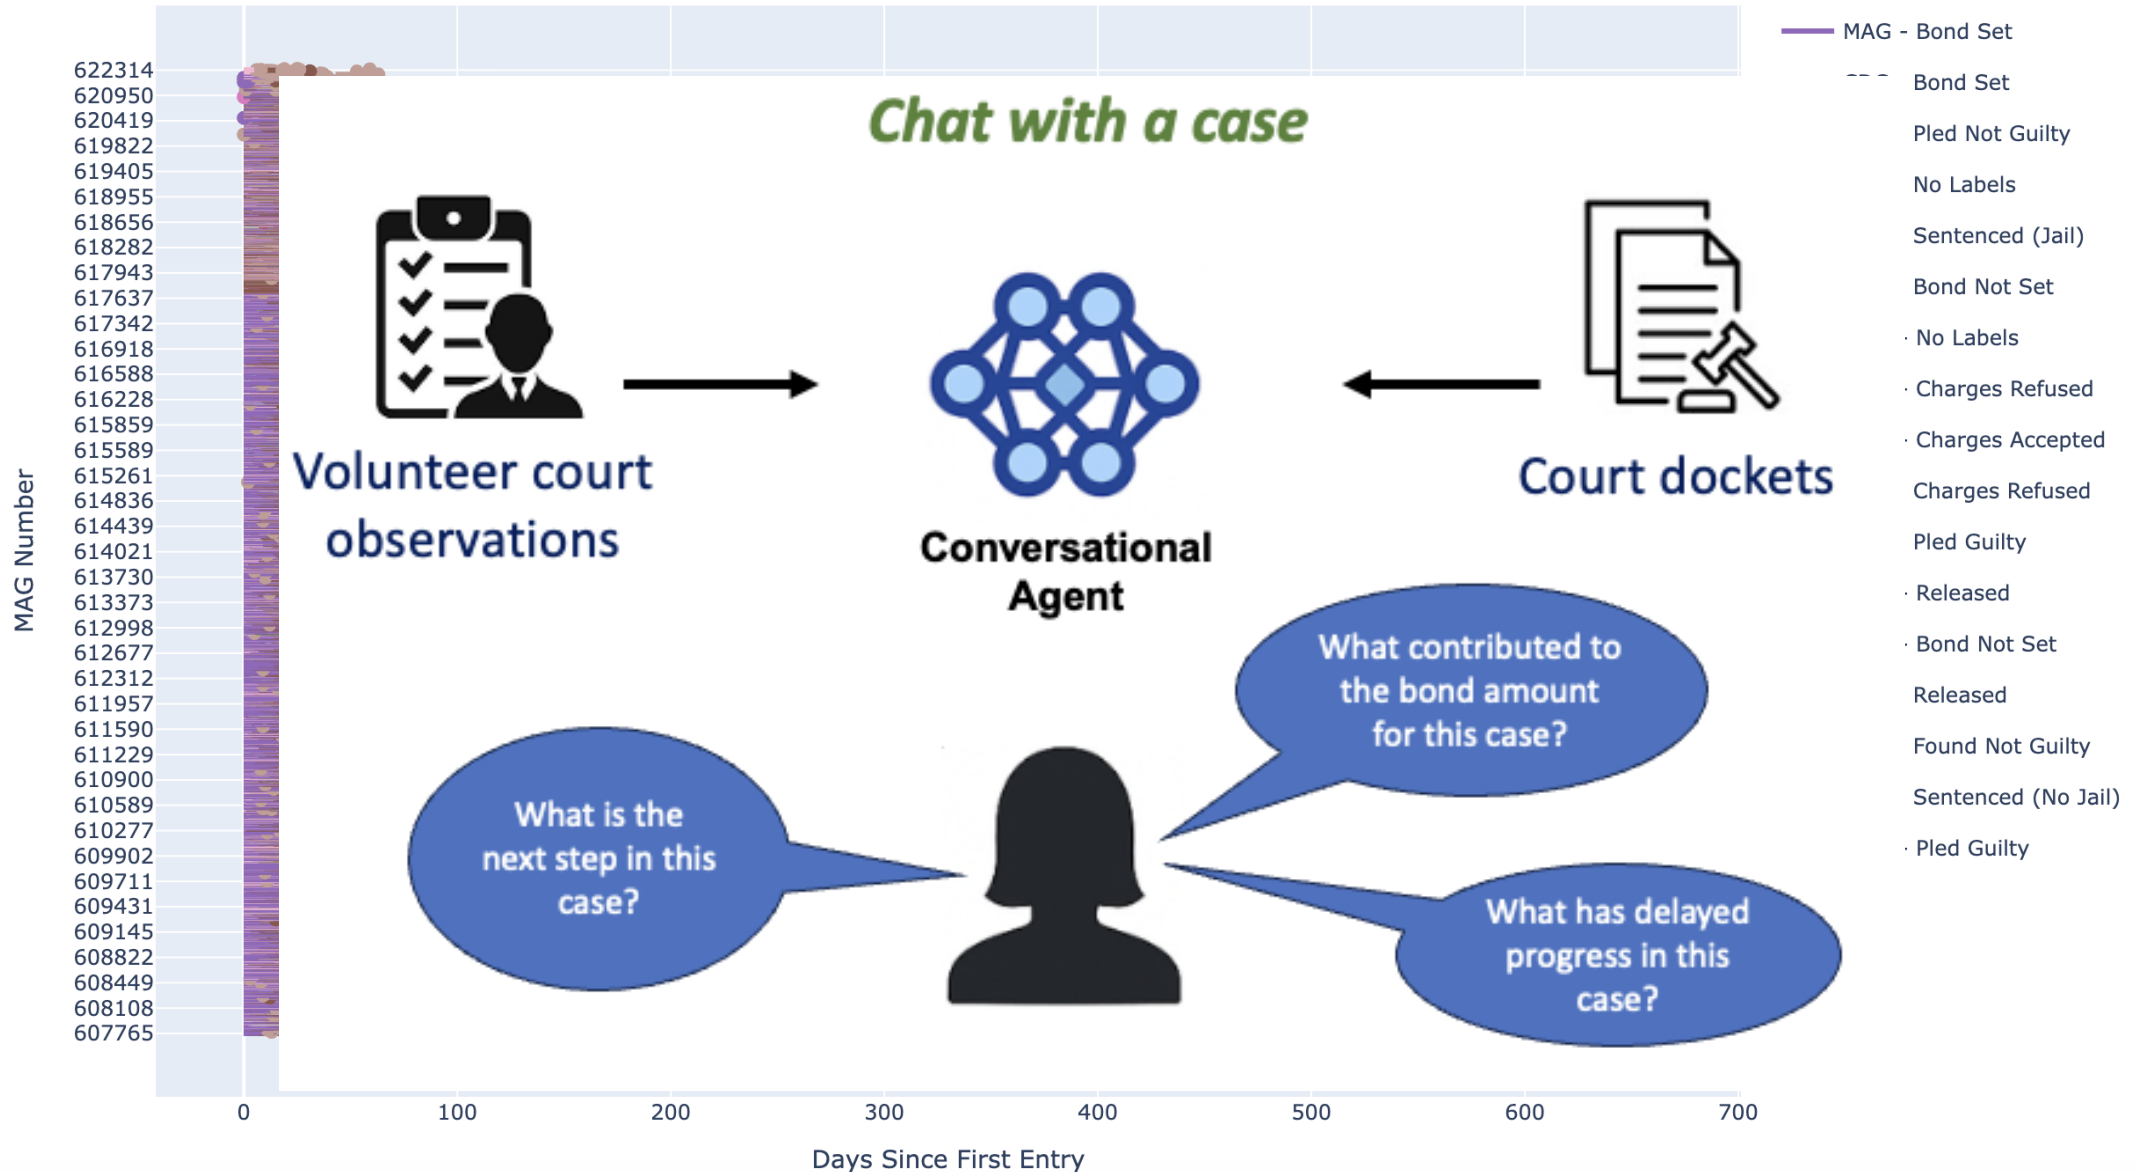 622314
620950
620419
619822
619405
618955
618656
618282
617943
617637
617342
616918
616588
616228
615859
615589
615261
614836
614439
614021
613730
613373
612998
612677
612312
611957
611590
611229
610900
610589
610277
609902
609711
609431
609145
608822
608449
608108
607765
MAG Number
0
100
200
300
400
500
600
700
Days Since First Entry
Chat with a case
Volunteer court
observations
Conversational
Agent
Court dockets
What contributed to
the bond amount
for this case?
What is the
next step in this
case?
What has delayed
progress in this
case?
MAG - Bond Set
Bond Set
Pled Not Guilty
No Labels
Sentenced (Jail)
Bond Not Set
No Labels
Charges Refused
Charges Accepted
Charges Refused
Pled Guilty
Released
Bond Not Set
Released
Found Not Guilty
Sentenced (No Jail)
Pled Guilty